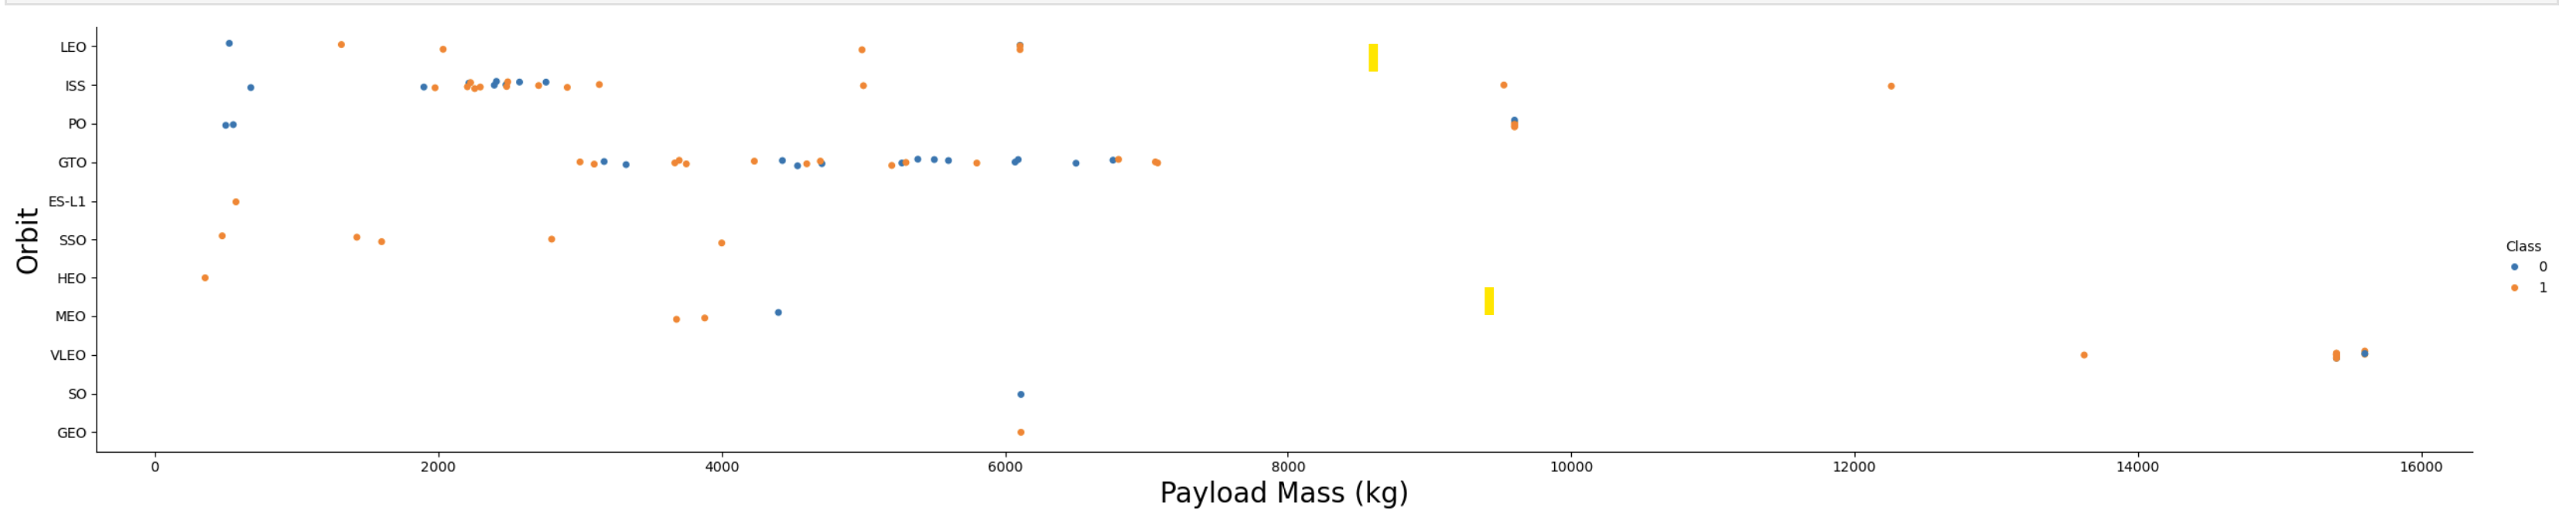 LEO
ISS
PO
GTO
ES-L1
SSO
HEO
MEO
VLEO
SO
GEO
Orbit
0 2000 4000 6000 8000 10000 12000 14000 16000
Payload Mass (kg)
Class
0
1